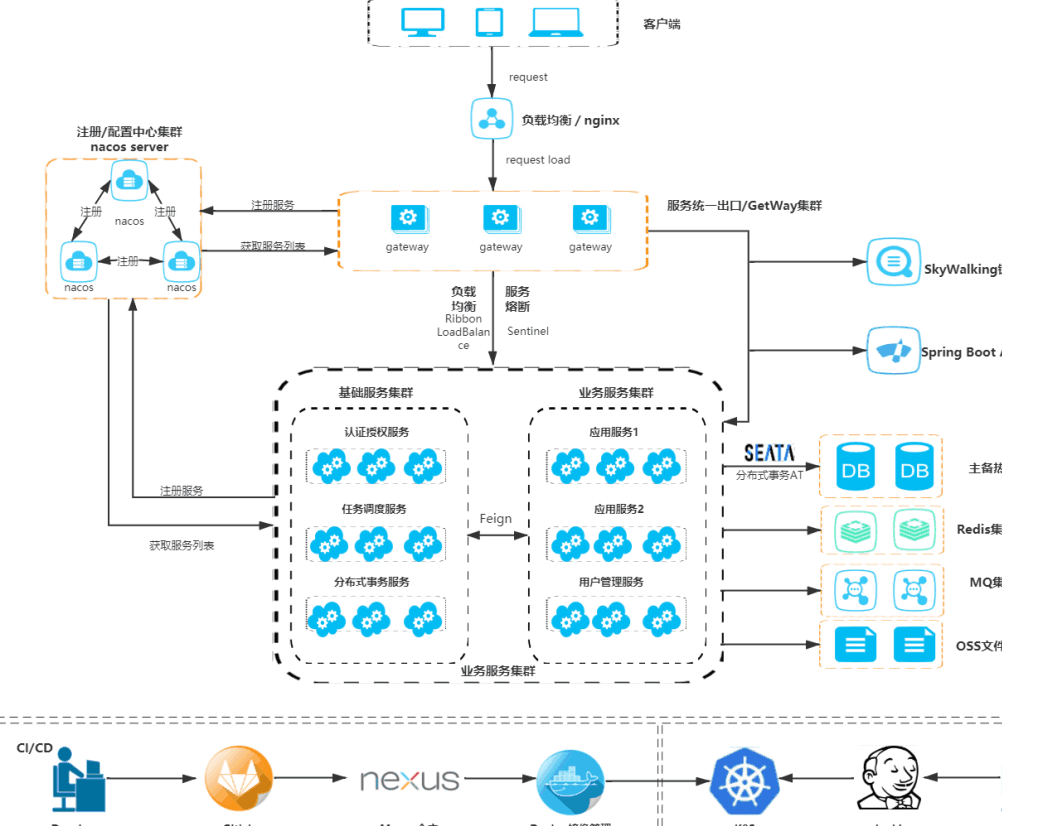 客户端
request
负载均衡 / nginx
request load
注册/配置中心集群
nacos server
注册
注册
nacos
注册
nacos
nacos
注册服务
获取服务列表
gateway
gateway
gateway
服务统一出口/GetWay集群
SkyWalking
Spring Boot
负载
均衡
Ribbon
LoadBalan
ce
服务
熔断
Sentinel
基础服务集群
业务服务集群
认证授权服务
应用服务1
任务调度服务
应用服务2
Feign
分布式事务服务
用户管理服务
业务服务集群
注册服务
获取服务列表
SEATA
分布式事务AT
DB
DB
主备热
Redis集
MQ集
OSS文件
CI/CD
nexus